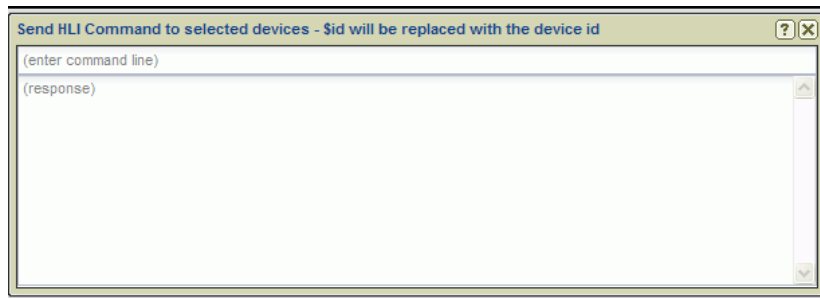 Send HLI Command to selected devices - $id will be replaced with the device id ?
(enter command line)
(response)